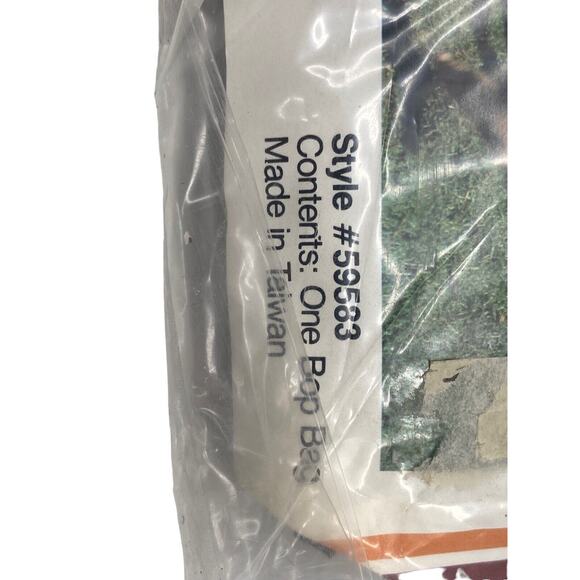 Style #59583
Contents: One Bop Bag
Made in Taiwan